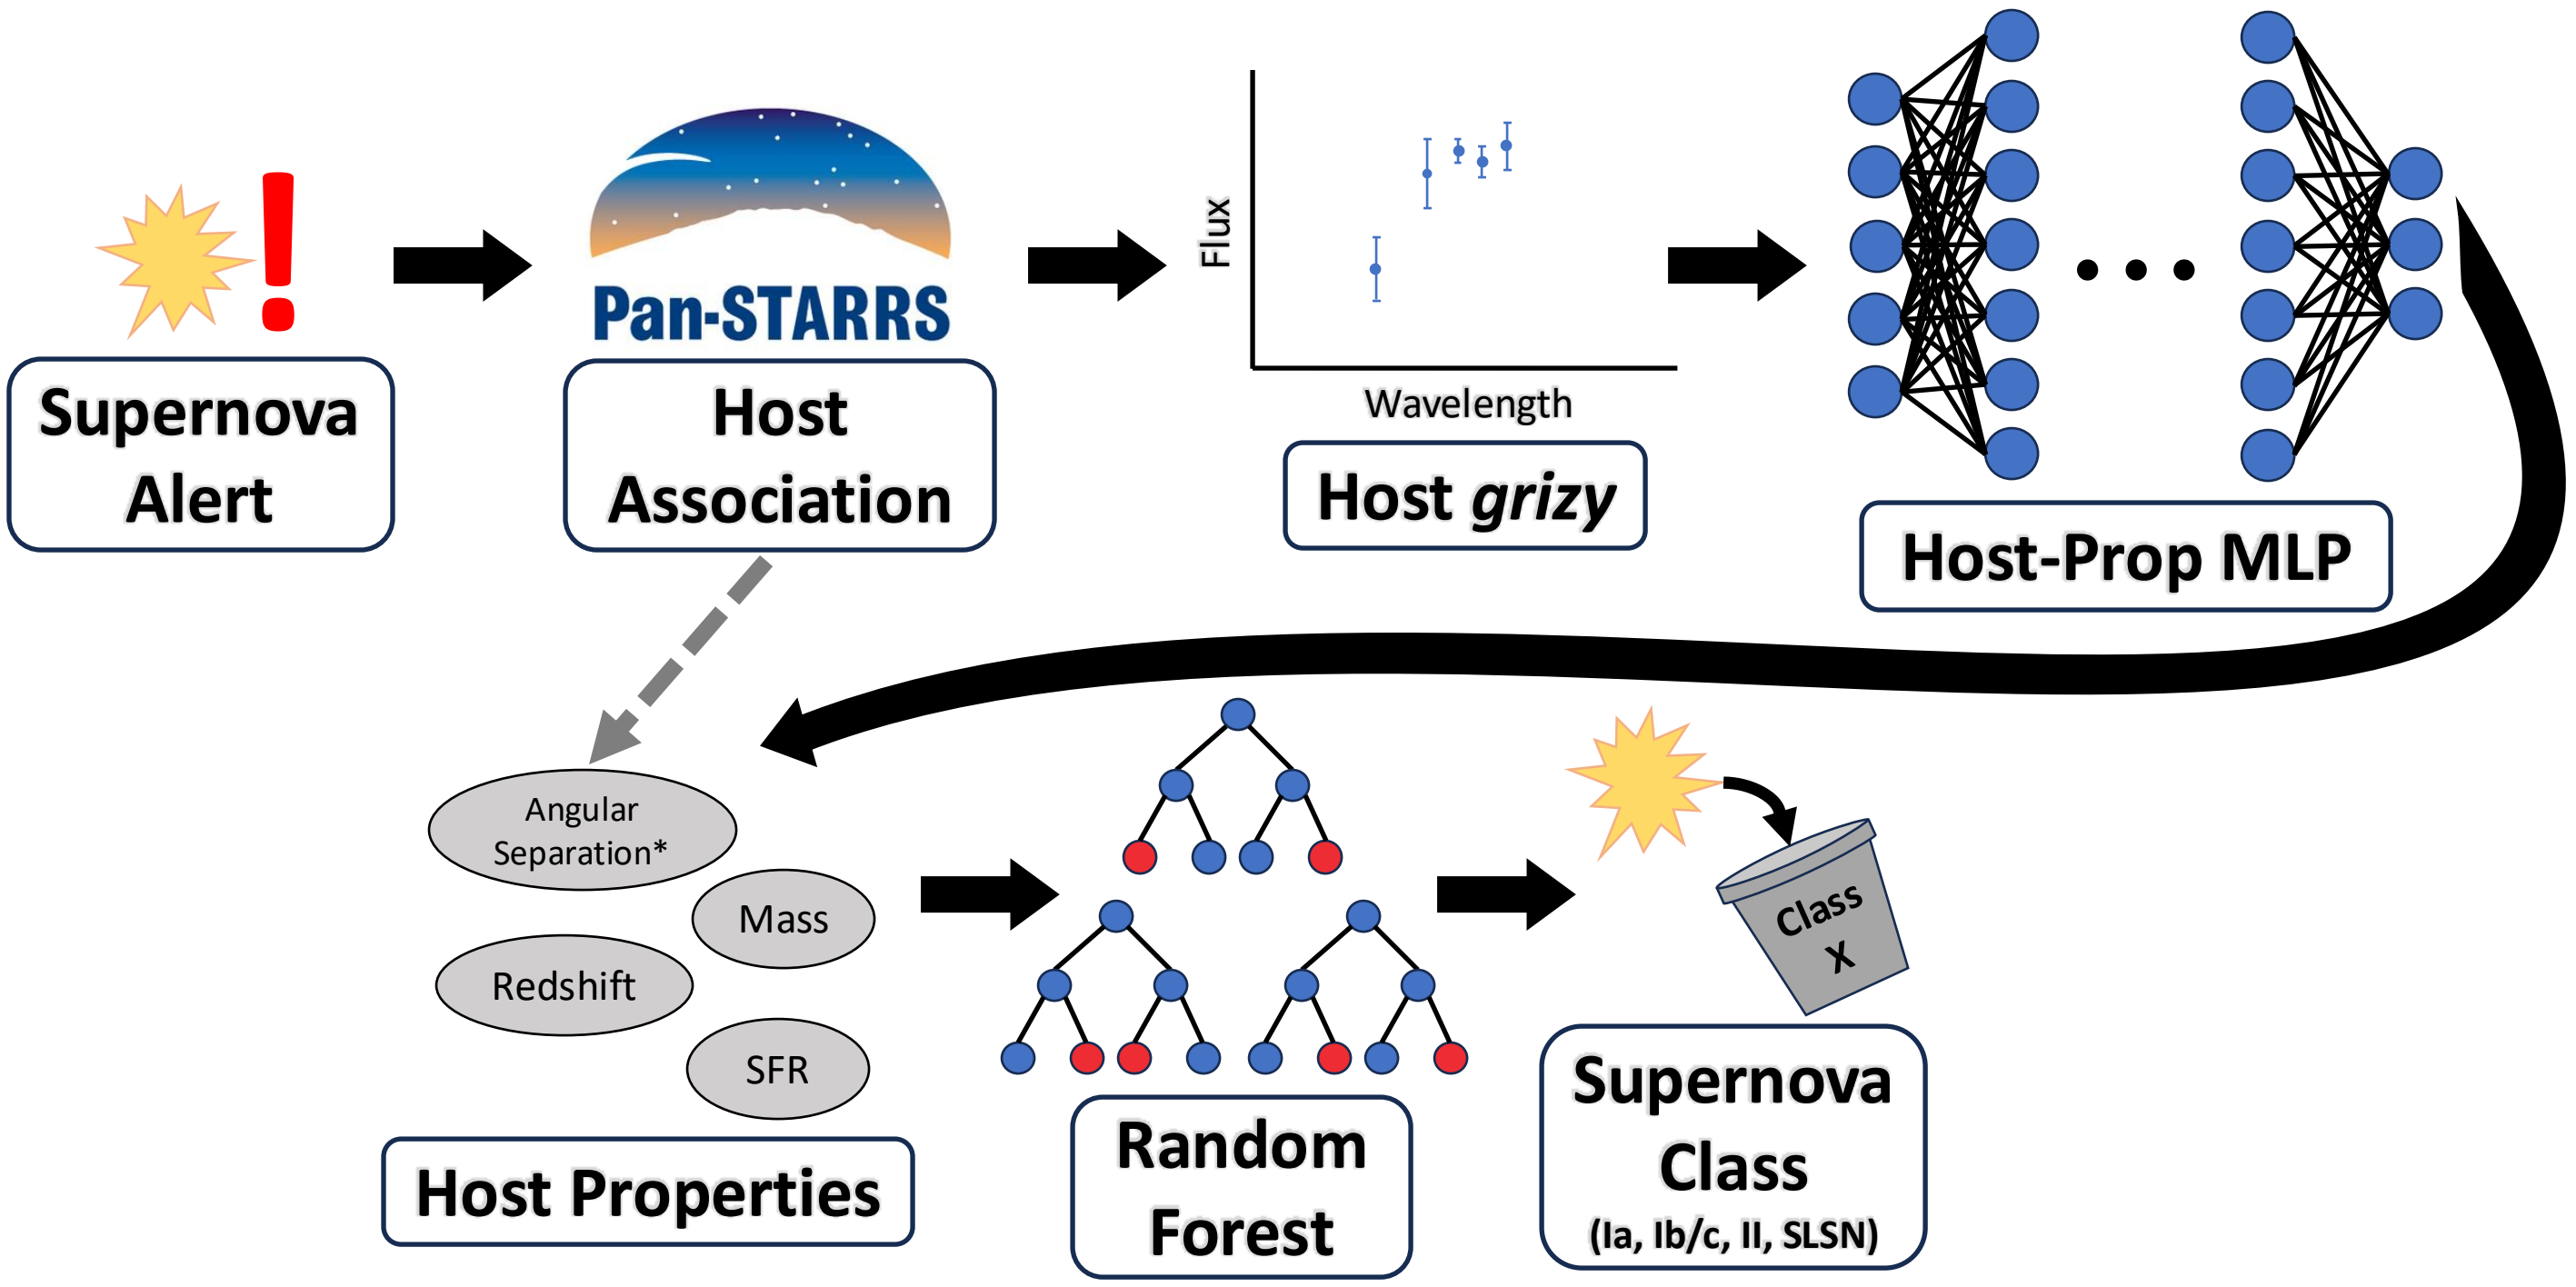 !
Pan-STARRS
Supernova
Alert
Host
Association
Flux
Wavelength
Host grizy
Host-Prop MLP
Angular
Separation*
Mass
Redshift
SFR
Host Properties
Random
Forest
Class
X
Supernova
Class
(Ia, Ib/c, II, SLSN)